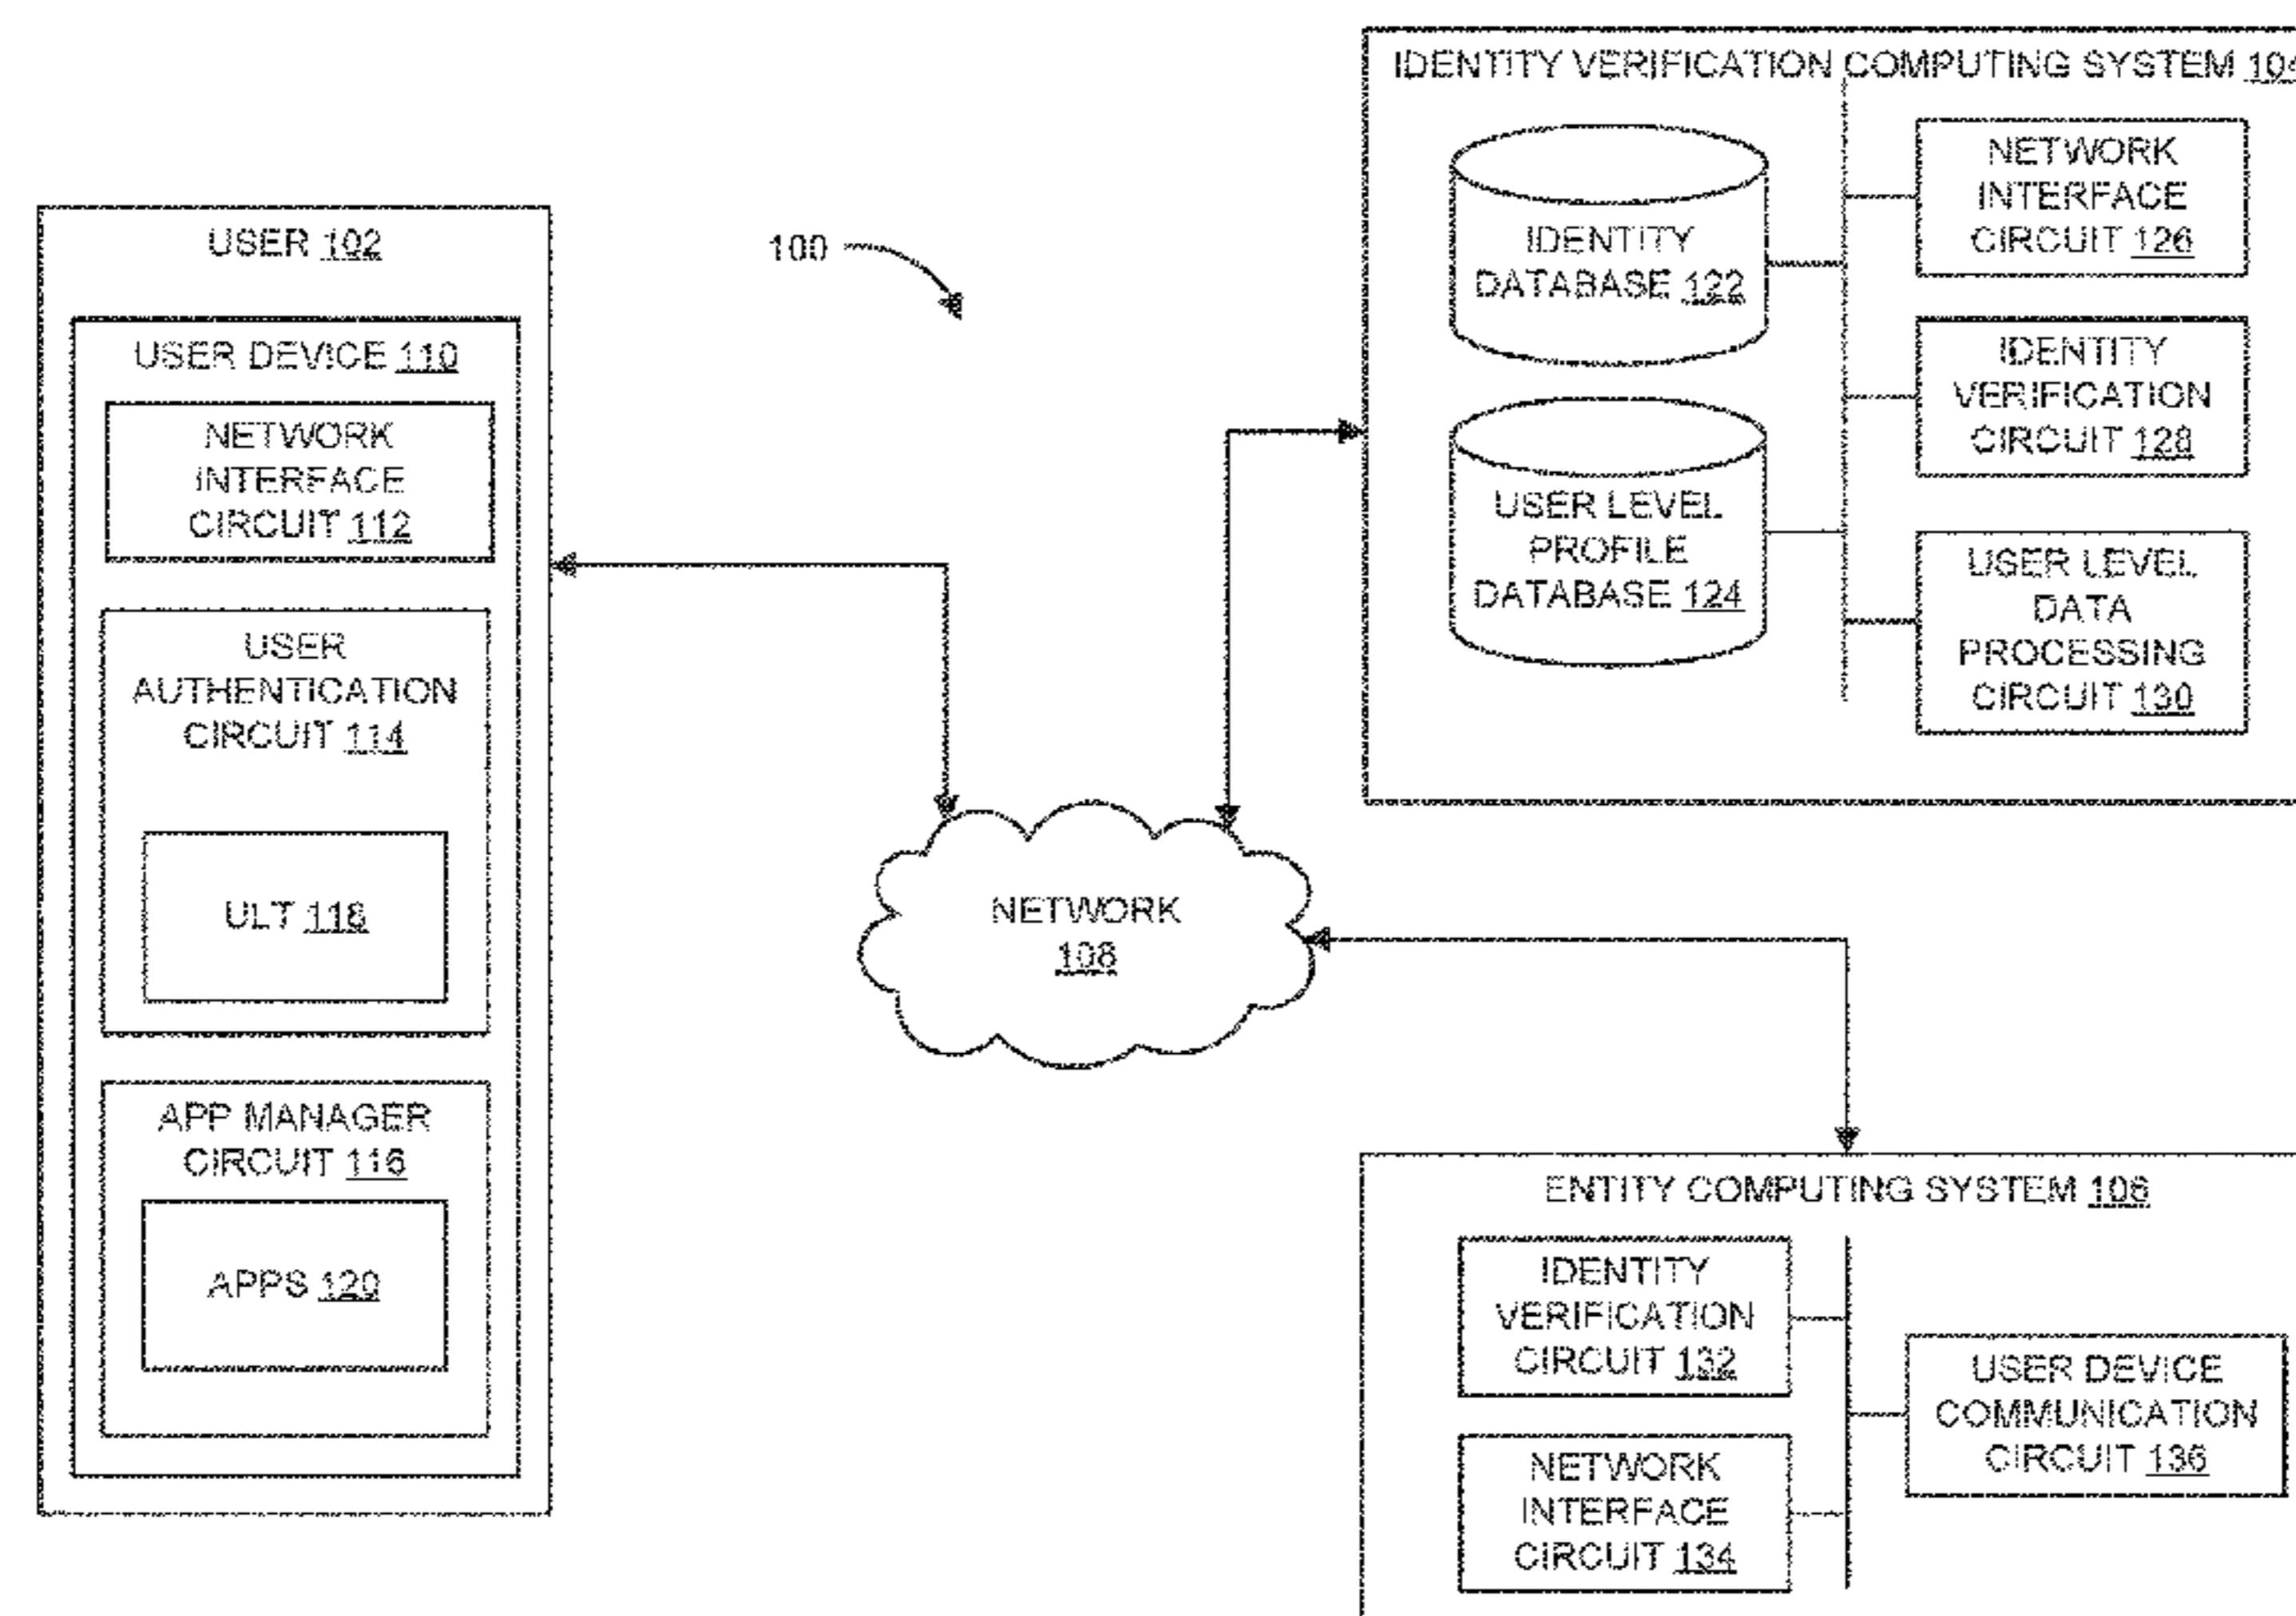 USER 102
USER DEVICE 110
NETWORK
INTERFACE
CIRCUIT 112
USER
AUTHENTICATION
CIRCUIT 114
ULT 118
APP MANAGER
CIRCUIT 116
APPS 120
100
NETWORK
108
IDENTITY VERIFICATION COMPUTING SYSTEM 104
IDENTITY
DATABASE 122
USER LEVEL
PROFILE
DATABASE 124
NETWORK
INTERFACE
CIRCUIT 126
IDENTITY
VERIFICATION
CIRCUIT 128
USER LEVEL
DATA
PROCESSING
CIRCUIT 130
ENTITY COMPUTING SYSTEM 106
IDENTITY
VERIFICATION
CIRCUIT 132
NETWORK
INTERFACE
CIRCUIT 134
USER DEVICE
COMMUNICATION
CIRCUIT 136